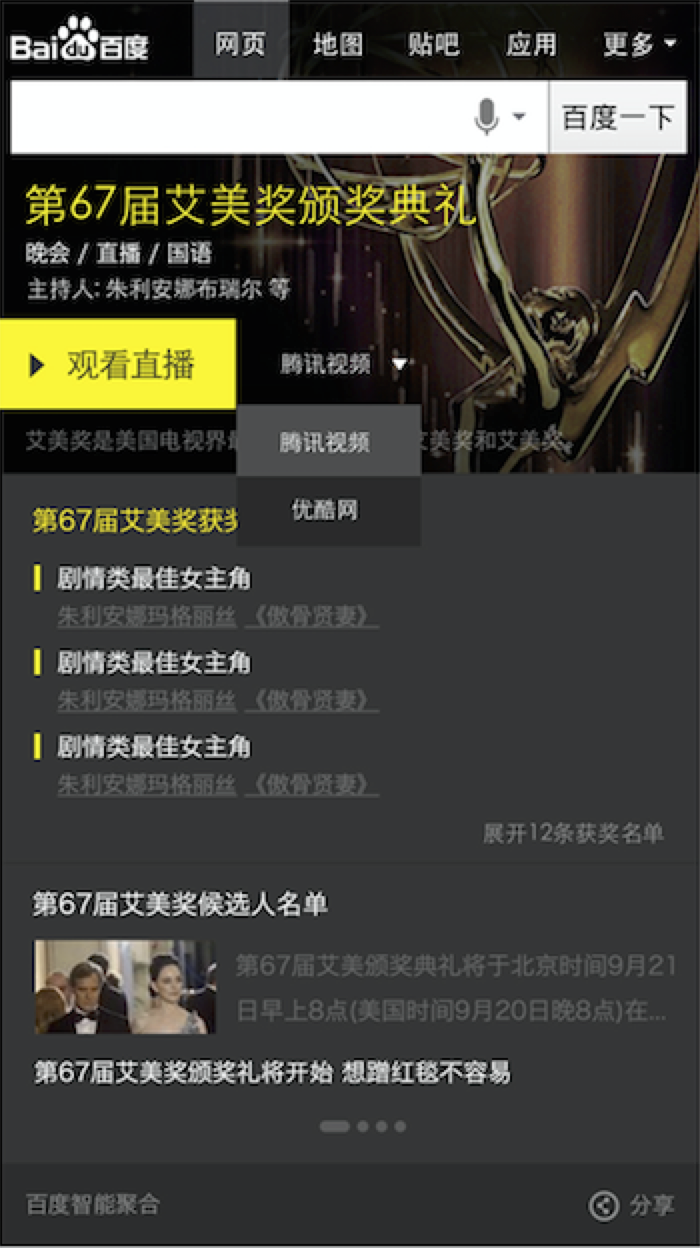 Bai du 百度 网页 地图 贴吧 应用 更多
百度一下
第67届艾美奖颁奖典礼
晚会 / 直播 / 国语
主持人: 朱利安娜布瑞尔 等
观看直播 腾讯视频
艾美奖是美国电视界 腾讯视频 艾美奖和艾美奖
优酷网
第67届艾美奖获奖
剧情类最佳女主角
朱利安娜玛格丽丝 《傲骨贤妻》
剧情类最佳女主角
朱利安娜玛格丽丝 《傲骨贤妻》
剧情类最佳女主角
朱利安娜玛格丽丝 《傲骨贤妻》
展开12条获奖名单
第67届艾美奖候选人名单
第67届艾美颁奖典礼将于北京时间9月21
日早上8点(美国时间9月20日晚8点)在...
第67届艾美奖颁奖礼将开始 想蹭红毯不容易
百度智能聚合 分享